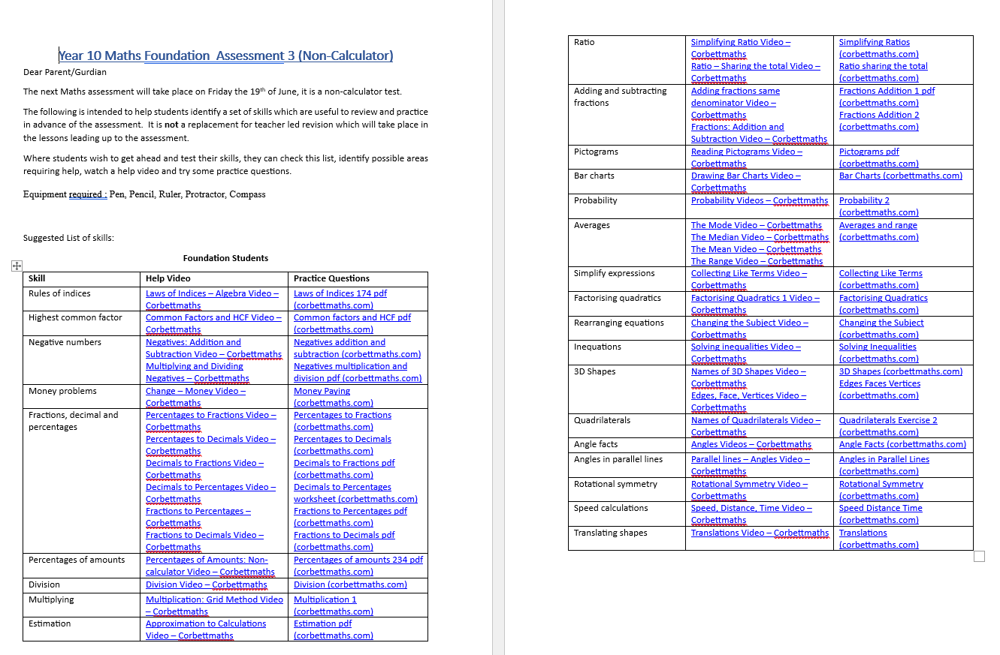 Year 10 Maths Foundation  Assessment 3 (Non-Calculator)
Dear Parent/Gurdian
The next Maths assessment will take place on Friday the 19th of June, it is a non-calculator test.
The following is intended to help students identify a set of skills which are useful to review and practice
in advance of the assessment.  It is not a replacement for teacher led revision which will take place in
the lessons leading up to the assessment.
Where students wish to get ahead and test their skills, they can check this list, identify possible areas
requiring help, watch a help video and try some practice questions.
Equipment required : Pen, Pencil, Ruler, Protractor, Compass
Suggested List of skills:
Foundation Students
Skill Help Video Practice Questions
Rules of indices Laws of Indices – Algebra Video – Laws of Indices 174 pdf
Corbettmaths (corbettmaths.com)
Highest common factor Common Factors and HCF Video – Common factors and HCF pdf
Corbettmaths (corbettmaths.com)
Negative numbers Negatives: Addition and Negatives addition and
Subtraction Video – Corbettmaths subtraction (corbettmaths.com)
Multiplying and Dividing Negatives multiplication and
Negatives – Corbettmaths division pdf (corbettmaths.com)
Money problems Change – Money Video – Money Paying
Corbettmaths (corbettmaths.com)
Fractions, decimal and Percentages to Fractions Video – Percentages to Fractions
percentages Corbettmaths (corbettmaths.com)
Percentages to Decimals Video – Percentages to Decimals
Corbettmaths (corbettmaths.com)
Decimals to Fractions Video – Decimals to Fractions pdf
Corbettmaths (corbettmaths.com)
Decimals to Percentages Video – Decimals to Percentages
Corbettmaths worksheet (corbettmaths.com)
Fractions to Percentages – Fractions to Percentages pdf
Corbettmaths (corbettmaths.com)
Fractions to Decimals Video – Fractions to Decimals pdf
Corbettmaths (corbettmaths.com)
Percentages of amounts Percentages of Amounts: Non- Percentages of amounts 234 pdf
calculator Video – Corbettmaths (corbettmaths.com)
Division Division Video – Corbettmaths Division (corbettmaths.com)
Multiplying Multiplication: Grid Method Video Multiplication 1
– Corbettmaths (corbettmaths.com)
Estimation Approximation to Calculations Estimation pdf
Video – Corbettmaths (corbettmaths.com)
Ratio Simplifying Ratio Video – Simplifying Ratios
Corbettmaths (corbettmaths.com)
Ratio – Sharing the total Video – Ratio sharing the total
Corbettmaths (corbettmaths.com)
Adding and subtracting Adding fractions same Fractions Addition 1 pdf
fractions denominator Video – (corbettmaths.com)
Corbettmaths Fractions Addition 2
Fractions: Addition and (corbettmaths.com)
Subtraction Video – Corbettmaths
Pictograms Reading Pictograms Video – Pictograms pdf
Corbettmaths (corbettmaths.com)
Bar charts Drawing Bar Charts Video – Bar Charts (corbettmaths.com)
Corbettmaths
Probability Probability Videos – Corbettmaths Probability 2
(corbettmaths.com)
Averages The Mode Video – Corbettmaths Averages and range
The Median Video – Corbettmaths (corbettmaths.com)
The Mean Video – Corbettmaths
The Range Video – Corbettmaths
Simplify expressions Collecting Like Terms Video – Collecting Like Terms
Corbettmaths (corbettmaths.com)
Factorising quadratics Factorising Quadratics 1 Video – Factorising Quadratics
Corbettmaths (corbettmaths.com)
Rearranging equations Changing the Subject Video – Changing the Subject
Corbettmaths (corbettmaths.com)
Inequations Solving inequalities Video – Solving Inequalities
Corbettmaths (corbettmaths.com)
3D Shapes Names of 3D Shapes Video – 3D Shapes (corbettmaths.com)
Corbettmaths Edges Faces Vertices
Edges, Face, Vertices Video – (corbettmaths.com)
Corbettmaths
Quadrilaterals Names of Quadrilaterals Video – Quadrilaterals Exercise 2
Corbettmaths (corbettmaths.com)
Angle facts Angles Videos – Corbettmaths Angle Facts (corbettmaths.com)
Angles in parallel lines Parallel lines – Angles Video – Angles in Parallel Lines
Corbettmaths (corbettmaths.com)
Rotational symmetry Rotational Symmetry Video – Rotational Symmetry
Corbettmaths (corbettmaths.com)
Speed calculations Speed, Distance, Time Video – Speed Distance Time
Corbettmaths (corbettmaths.com)
Translating shapes Translations Video – Corbettmaths Translations
(corbettmaths.com)